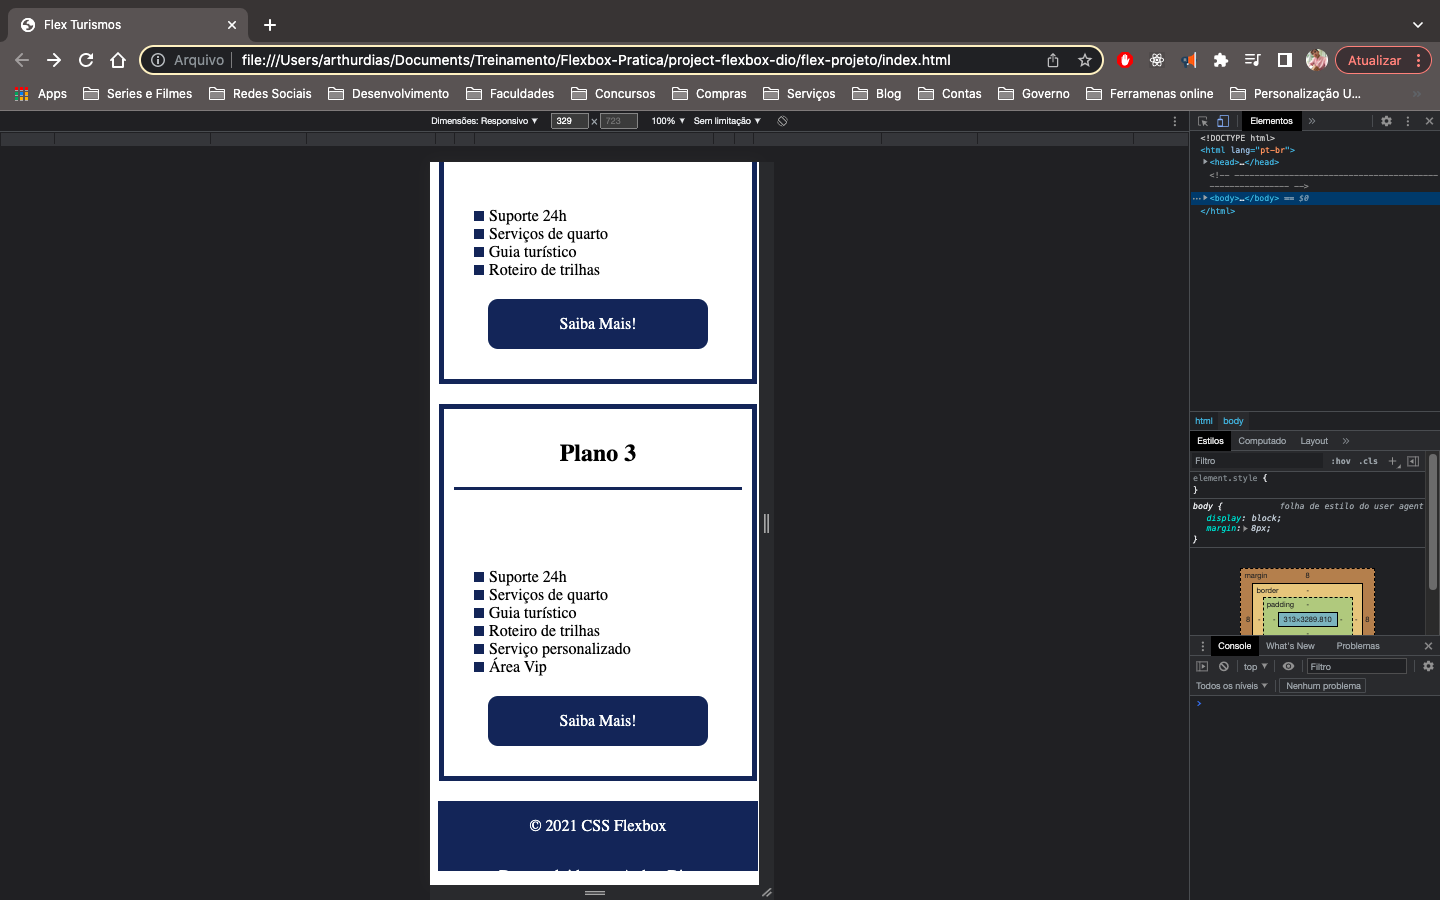 Flex Turismos
Arquivo file:///Users/arthurdias/Documents/Treinamento/Flexbox-Pratica/project-flexbox-dio/flex-projeto/index.html
Atualizar
Apps Series e Filmes Redes Sociais Desenvolvimento Faculdades Concursos Compras Serviços Blog Contas Governo Ferramenas online Personalização U...
Dimensões: Responsivo 329 x 723 100% Sem limitação
Suporte 24h
Serviços de quarto
Guia turístico
Roteiro de trilhas
Saiba Mais!
Plano 3
Suporte 24h
Serviços de quarto
Guia turístico
Roteiro de trilhas
Serviço personalizado
Área Vip
Saiba Mais!
© 2021 CSS Flexbox
Elementos
<!DOCTYPE html>
<html lang="pt-br">
<head>…</head>
<!-- -----------------------------------------
---------------- -->
<body>…</body> == $0
</html>
html body
Estilos Computado Layout
Filtro :hov .cls
element.style {
}
body { folha de estilo do user agent
display: block;
margin: 8px;
}
margin 8
border -
padding -
8 - - 313×3289.810 - - 8
Console What's New Problemas
top Filtro
Todos os níveis Nenhum problema